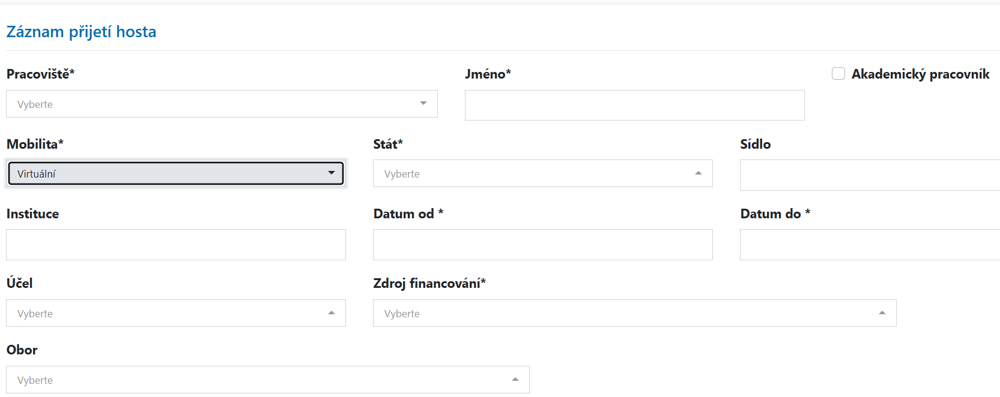 Záznam přijetí hosta
Pracoviště*
Jméno*
Akademický pracovník
Vyberte
Mobilita*
Stát*
Sídlo
Virtuální
Vyberte
Instituce
Datum od *
Datum do *
Účel
Zdroj financování*
Vyberte
Vyberte
Obor
Vyberte